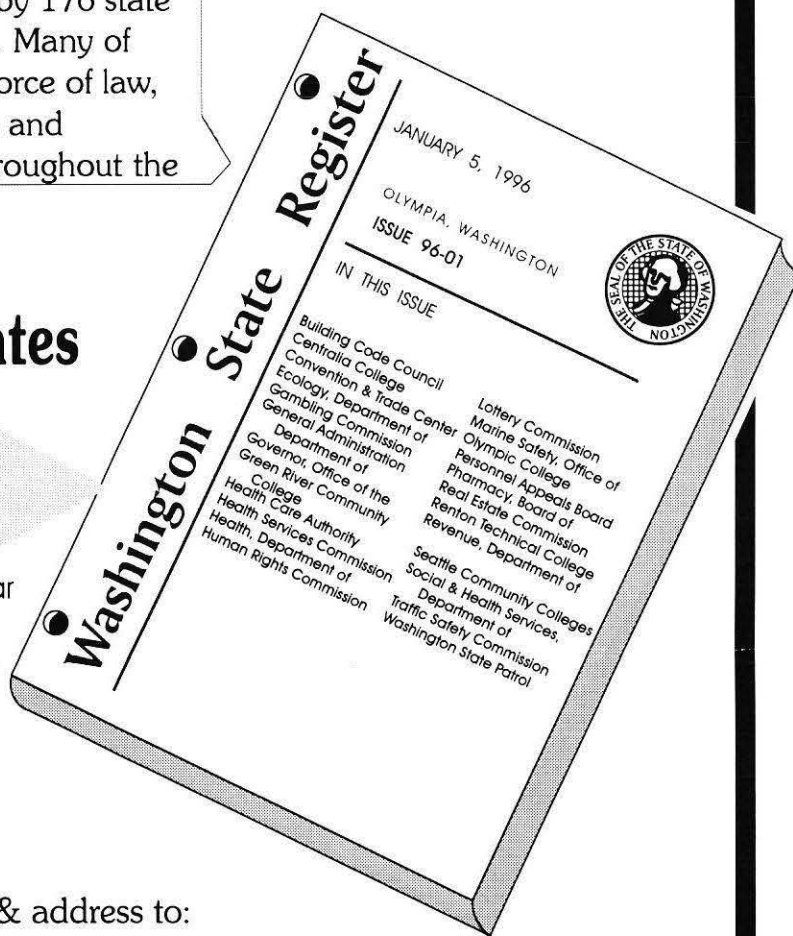 by 176 state
. Many of
orce of law,
and
roughout the
ates
ar
& address to:
Washington State Register
JANUARY 5, 1996
OLYMPIA, WASHINGTON
ISSUE 96-01
THE SEAL OF THE STATE OF WASHINGTON
IN THIS ISSUE
Building Code Council
Centralia College
Convention & Trade Center
Ecology, Department of
Gambling Commission
General Administration
Department of
Governor, Office of the
Green River Community
College
Health Care Authority
Health Services Commission
Health, Department of
Human Rights Commission
Lottery Commission
Marine Safety, Office of
Olympic College
Personnel Appeals Board
Pharmacy, Board of
Real Estate Commission
Renton Technical College
Revenue, Department of
Seattle Community Colleges
Social & Health Services,
Department of
Traffic Safety Commission
Washington State Patrol